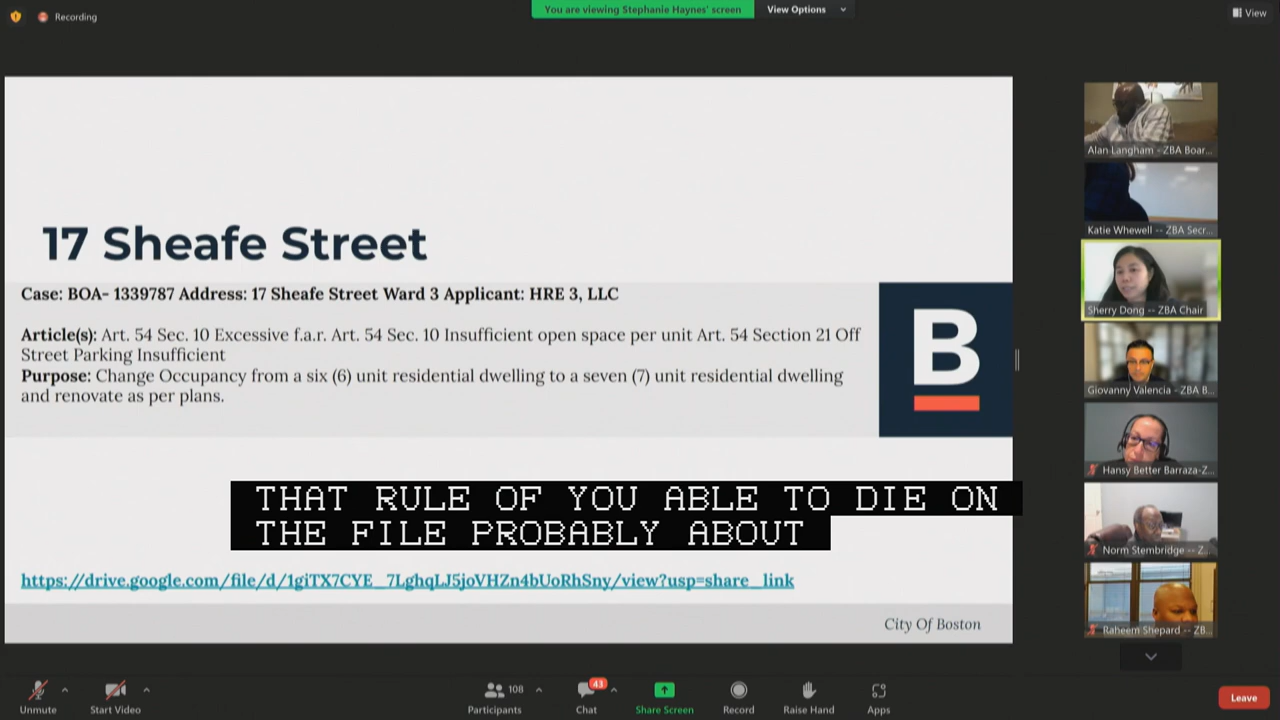 Recording
You are viewing Stephanie Haynes' screen
View Options
View
17 Sheafe Street
Case: BOA- 1339787 Address: 17 Sheafe Street Ward 3 Applicant: HRE 3, LLC
Article(s): Art. 54 Sec. 10 Excessive f.a.r. Art. 54 Sec. 10 Insufficient open space per unit Art. 54 Section 21 Off
Street Parking Insufficient
Purpose: Change Occupancy from a six (6) unit residential dwelling to a seven (7) unit residential dwelling
and renovate as per plans.
B
THAT RULE OF YOU ABLE TO DIE ON
THE FILE PROBABLY ABOUT
https://drive.google.com/file/d/1giTX7CYE_7LghqLJ5joVHZn4bUoRhSny/view?usp=share_link
City Of Boston
Alan Langham - ZBA Boar...
Katie Whewell -- ZBA Secr...
Sherry Dong -- ZBA Chair
Giovanny Valencia - ZBA B...
Hansy Better Barraza-Z...
Norm Stembridge -- Z...
Raheem Shepard -- ZB...
Unmute
Start Video
108
Participants
43
Chat
Share Screen
Record
Raise Hand
Apps
Leave